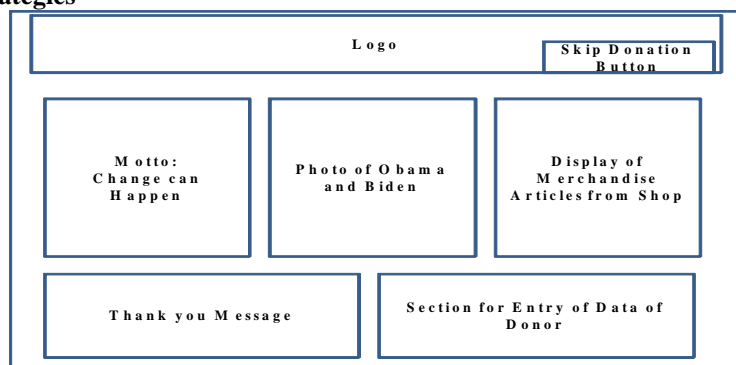 Logo
Skip Donation
Button
Motto:
Change can
Happen
Photo of Obama
and Biden
Display of
Merchandise
Articles from Shop
Thank you Message
Section for Entry of Data of
Donor